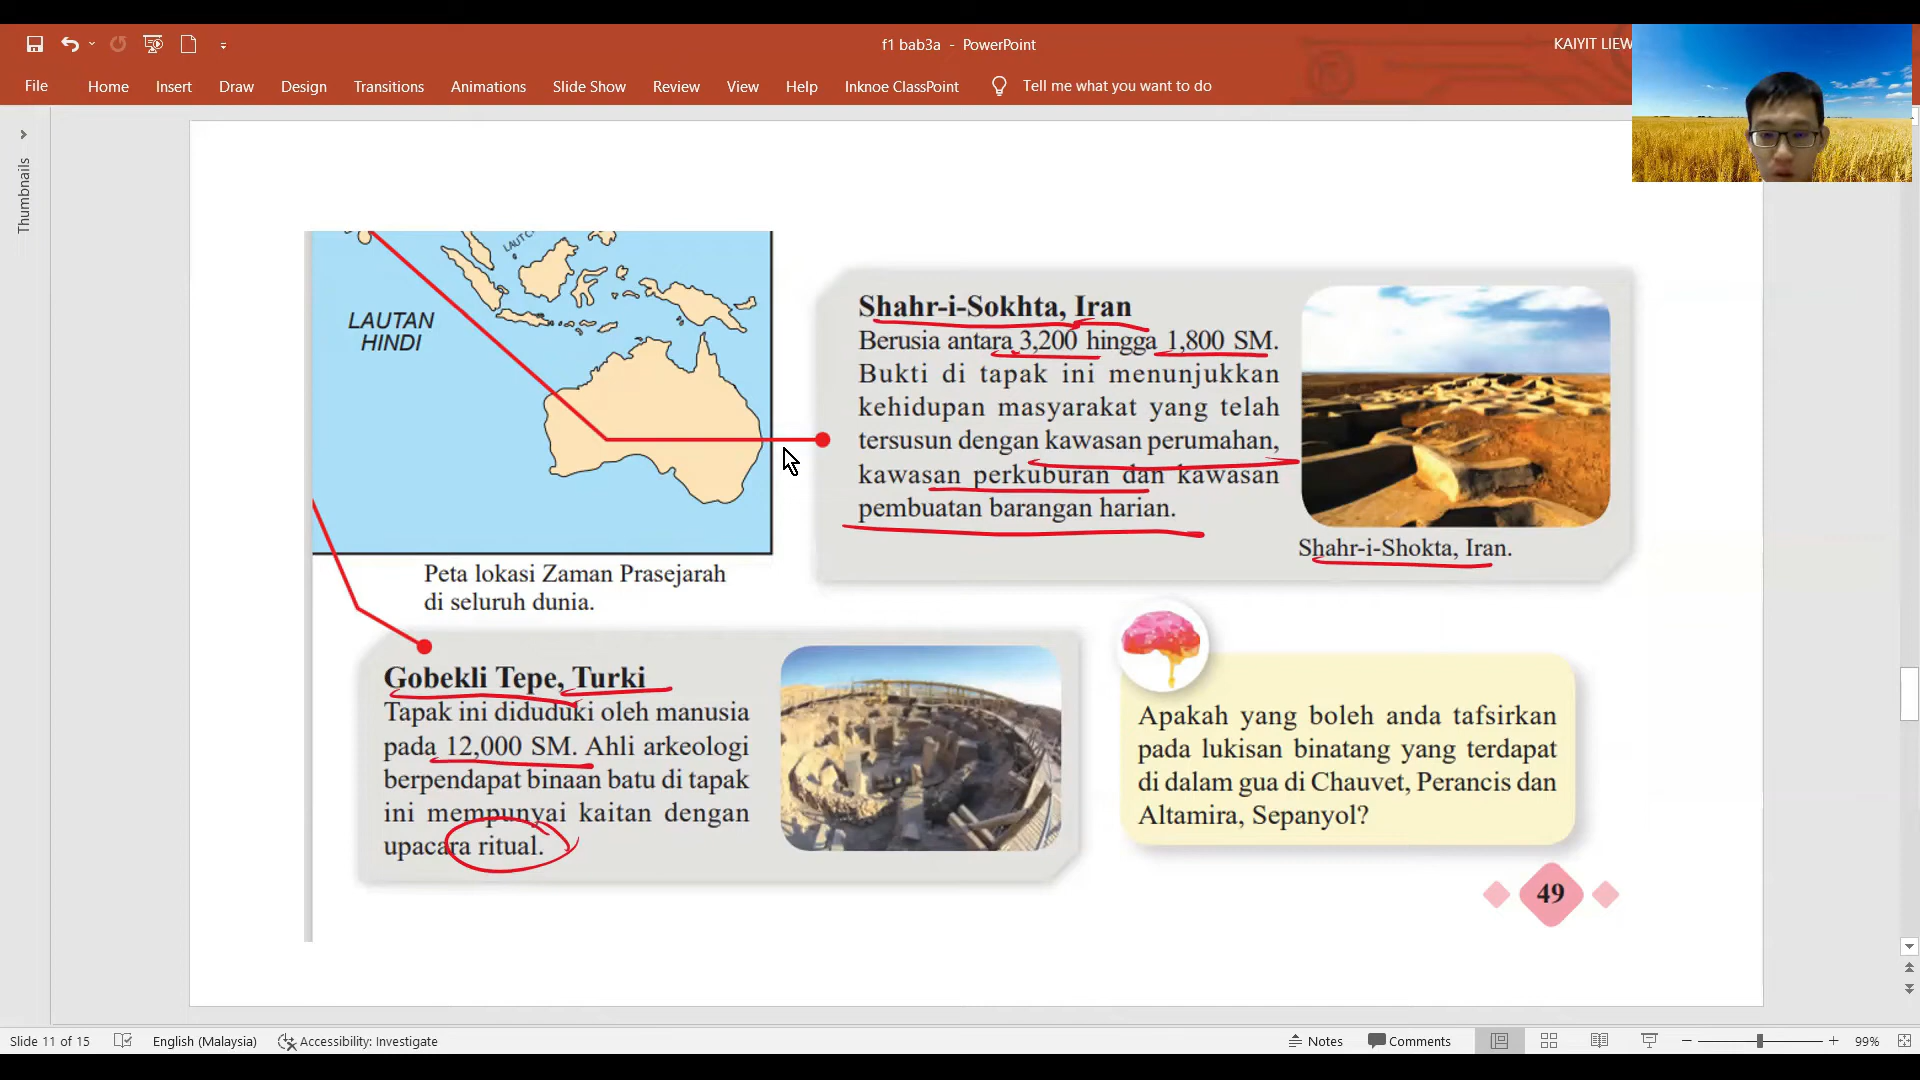 f1 bab3a - PowerPoint
KAIYIT LIEW
File Home Insert Draw Design Transitions Animations Slide Show Review View Help Inknoe ClassPoint Tell me what you want to do
Thumbnails
LAUTAN
HINDI
Peta lokasi Zaman Prasejarah
di seluruh dunia.
Shahr-i-Sokhta, Iran
Berusia antara 3,200 hingga 1,800 SM.
Bukti di tapak ini menunjukkan
kehidupan masyarakat yang telah
tersusun dengan kawasan perumahan,
kawasan perkuburan dan kawasan
pembuatan barangan harian.
Shahr-i-Shokta, Iran.
Gobekli Tepe, Turki
Tapak ini diduduki oleh manusia
pada 12,000 SM. Ahli arkeologi
berpendapat binaan batu di tapak
ini mempunyai kaitan dengan
upacara ritual.
Apakah yang boleh anda tafsirkan
pada lukisan binatang yang terdapat
di dalam gua di Chauvet, Perancis dan
Altamira, Sepanyol?
49
Slide 11 of 15 English (Malaysia) Accessibility: Investigate Notes Comments 99%